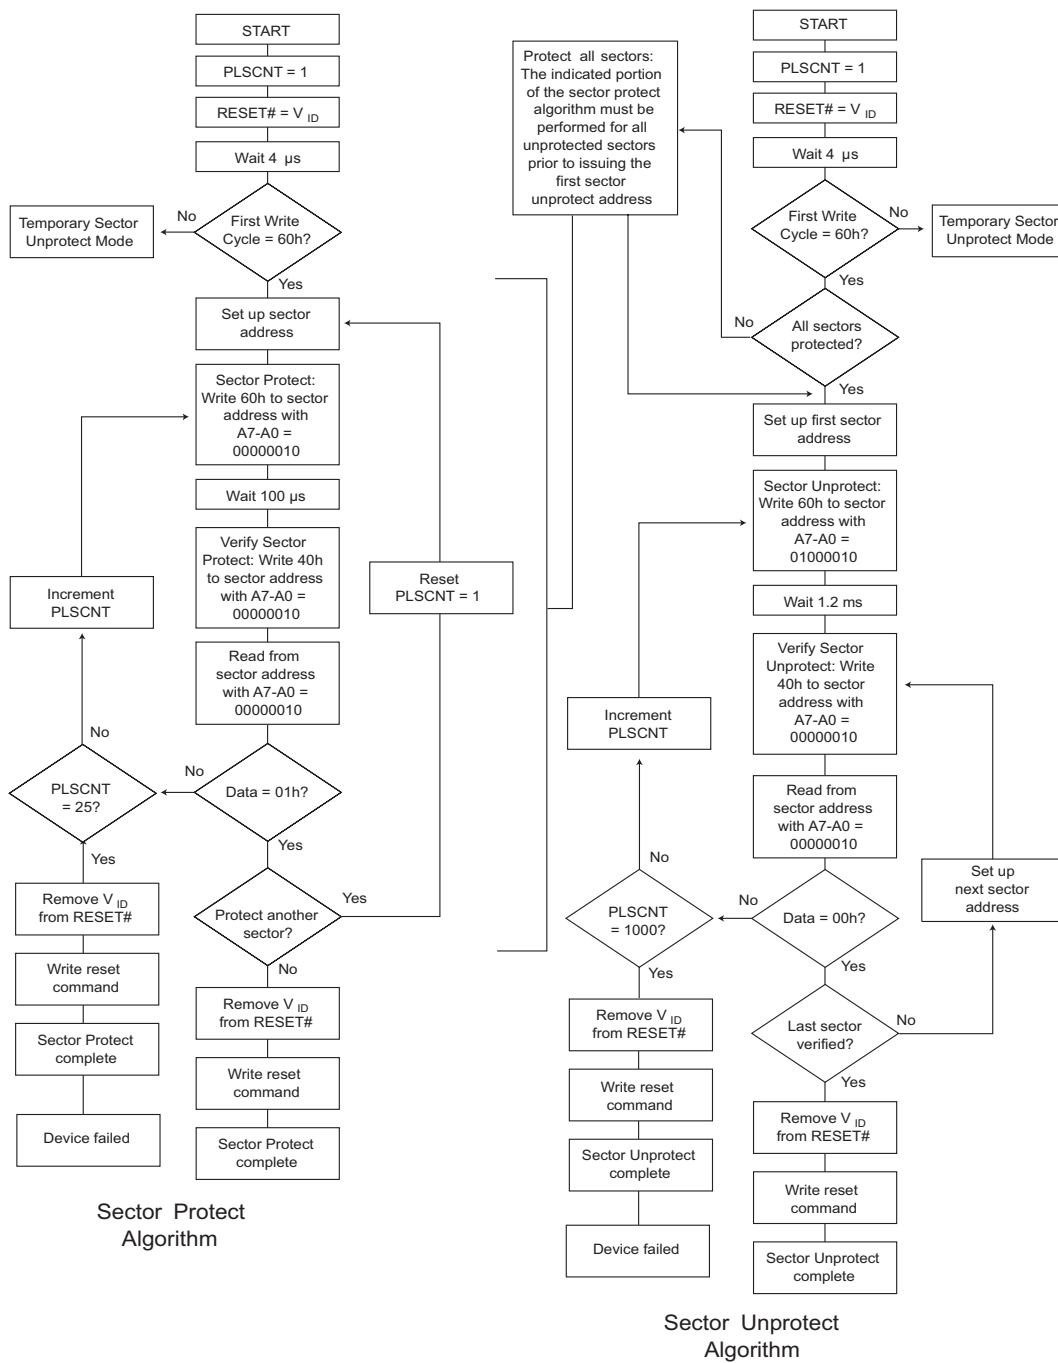 START
PLSCNT = 1
RESET# = V ID
Wait 4 µs
First Write
Cycle = 60h?
No
Temporary Sector
Unprotect Mode
Yes
Set up sector
address
Sector Protect:
Write 60h to sector
address with
A7-A0 =
00000010
Wait 100 µs
Verify Sector
Protect: Write 40h
to sector address
with A7-A0 =
00000010
Read from
sector address
with A7-A0 =
00000010
Data = 01h?
No
PLSCNT
= 25?
No
Increment
PLSCNT
Yes
Remove V ID
from RESET#
Write reset
command
Sector Protect
complete
Device failed
Yes
Protect another
sector?
Yes
Reset
PLSCNT = 1
No
Remove V ID
from RESET#
Write reset
command
Sector Protect
complete
Sector Protect
Algorithm
START
PLSCNT = 1
RESET# = V ID
Wait 4 µs
First Write
Cycle = 60h?
No
Temporary Sector
Unprotect Mode
Yes
All sectors
protected?
No
Protect all sectors:
The indicated portion
of the sector protect
algorithm must be
performed for all
unprotected sectors
prior to issuing the
first sector
unprotect address
Yes
Set up first sector
address
Sector Unprotect:
Write 60h to sector
address with
A7-A0 =
01000010
Wait 1.2 ms
Verify Sector
Unprotect: Write
40h to sector
address with
A7-A0 =
00000010
Read from
sector address
with A7-A0 =
00000010
Data = 00h?
No
PLSCNT
= 1000?
No
Increment
PLSCNT
Yes
Remove V ID
from RESET#
Write reset
command
Sector Unprotect
complete
Device failed
Yes
Last sector
verified?
No
Set up
next sector
address
Yes
Remove V ID
from RESET#
Write reset
command
Sector Unprotect
complete
Sector Unprotect
Algorithm